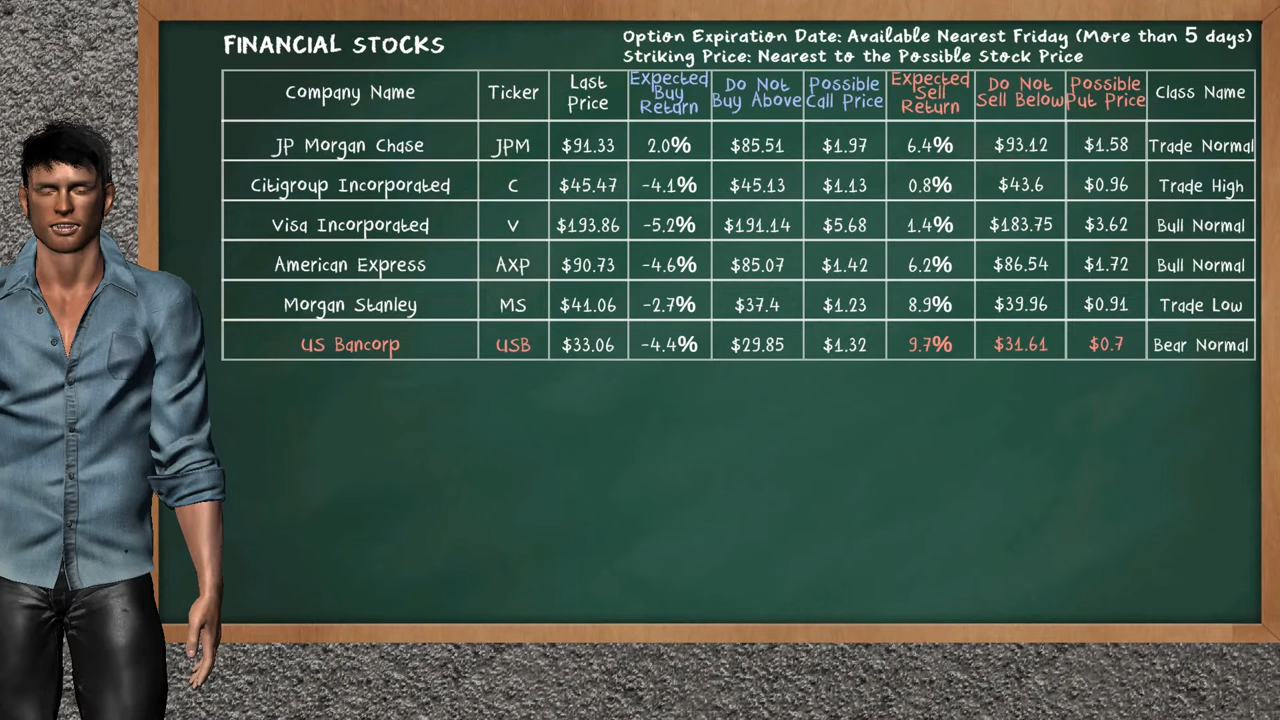 FINANCIAL STOCKS
Option Expiration Date: Available Nearest Friday (More than 5 days)
Striking Price: Nearest to the Possible Stock Price
Company Name Ticker Last Price Expected Buy Return Do Not Buy Above Possible Call Price Expected Sell Return Do Not Sell Below Possible Put Price Class Name
JP Morgan Chase JPM $91.33 2.0% $85.51 $1.97 6.4% $93.12 $1.58 Trade Normal
Citigroup Incorporated C $45.47 -4.1% $45.13 $1.13 0.8% $43.6 $0.96 Trade High
Visa Incorporated V $193.86 -5.2% $191.14 $5.68 1.4% $183.75 $3.62 Bull Normal
American Express AXP $90.73 -4.6% $85.07 $1.42 6.2% $86.54 $1.72 Bull Normal
Morgan Stanley MS $41.06 -2.7% $37.4 $1.23 8.9% $39.96 $0.91 Trade Low
US Bancorp USB $33.06 -4.4% $29.85 $1.32 9.7% $31.61 $0.7 Bear Normal